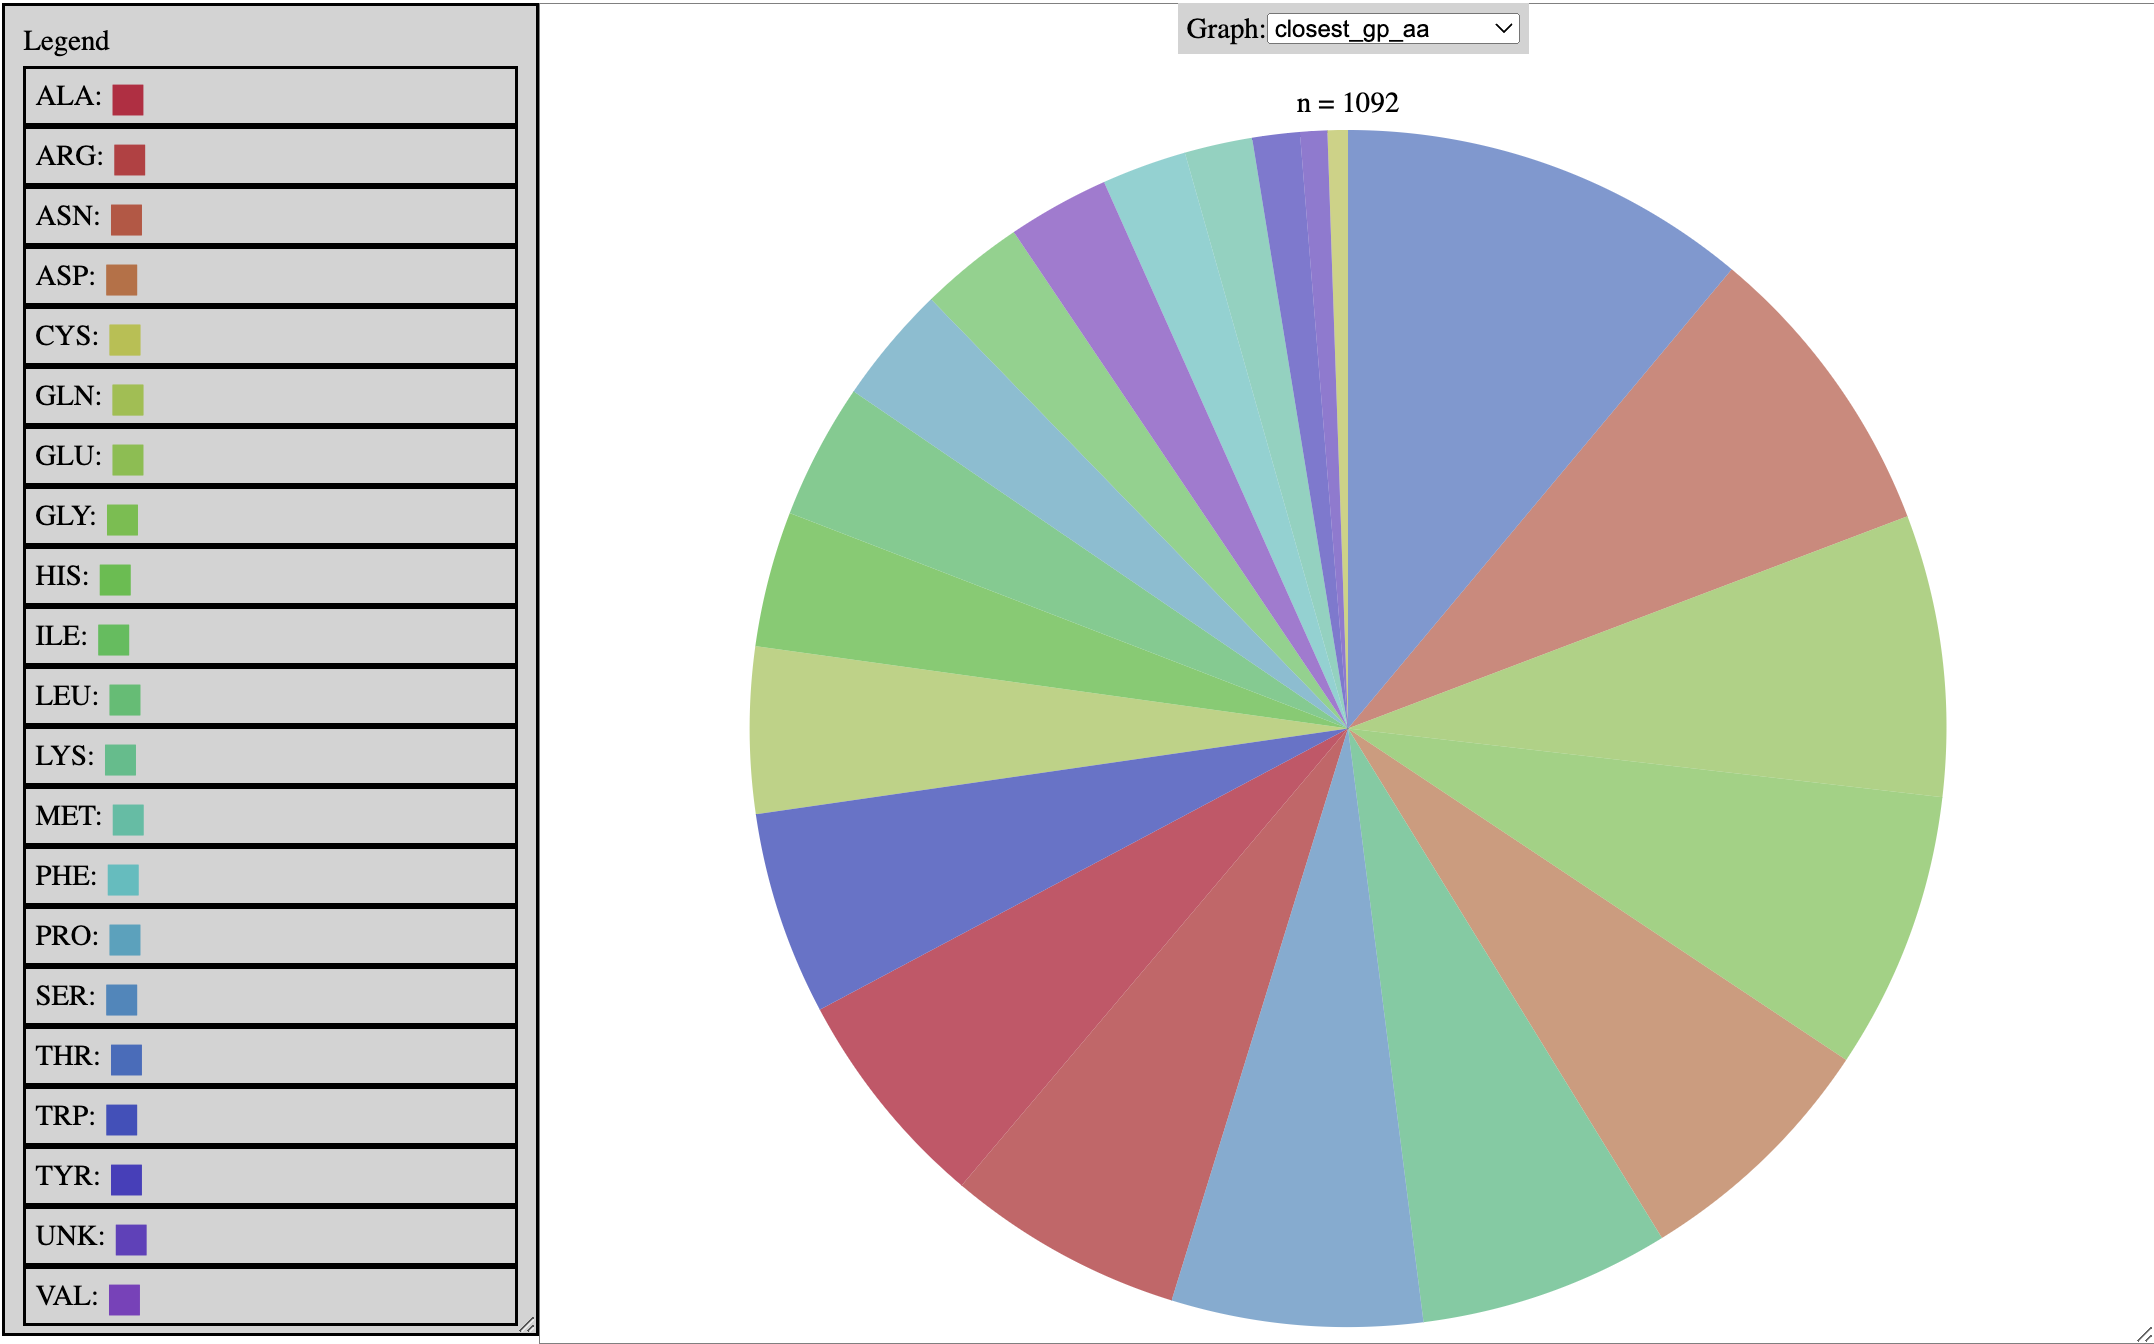 Legend
ALA:
ARG:
ASN:
ASP:
CYS:
GLN:
GLU:
GLY:
HIS:
ILE:
LEU:
LYS:
MET:
PHE:
PRO:
SER:
THR:
TRP:
TYR:
UNK:
VAL:
Graph: closest_gp_aa
n = 1092